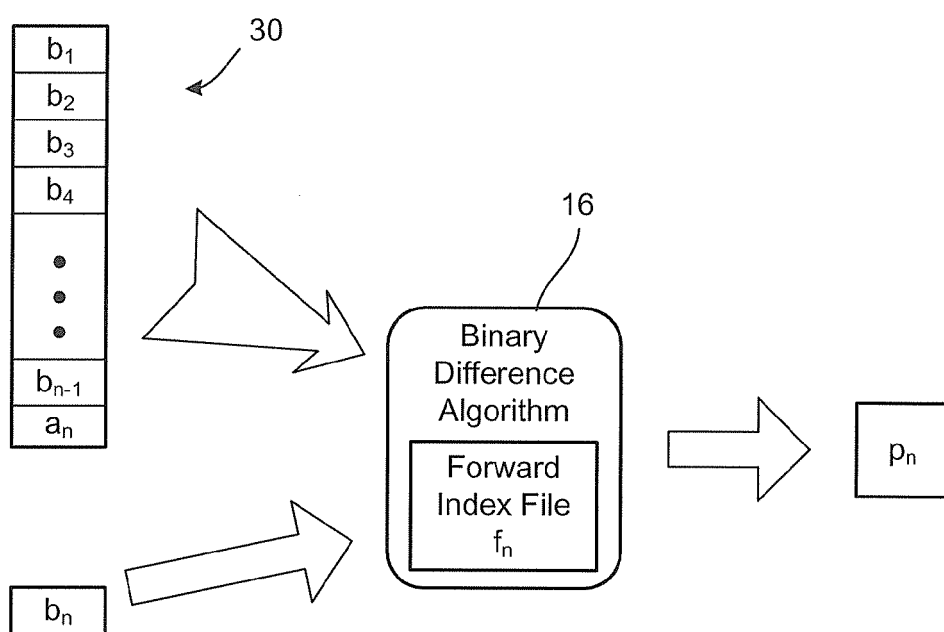 30
b₁
b₂
b₃
b₄
bₙ₋₁
aₙ
bₙ
16
Binary
Difference
Algorithm
Forward
Index File
fₙ
pₙ